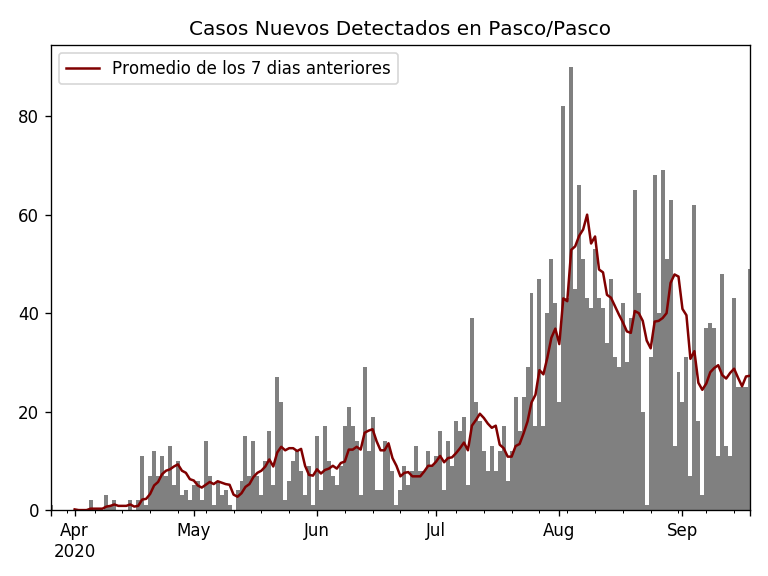 Casos Nuevos Detectados en Pasco/Pasco
Promedio de los 7 dias anteriores
80
60
40
20
0
Apr May Jun Jul Aug Sep
2020